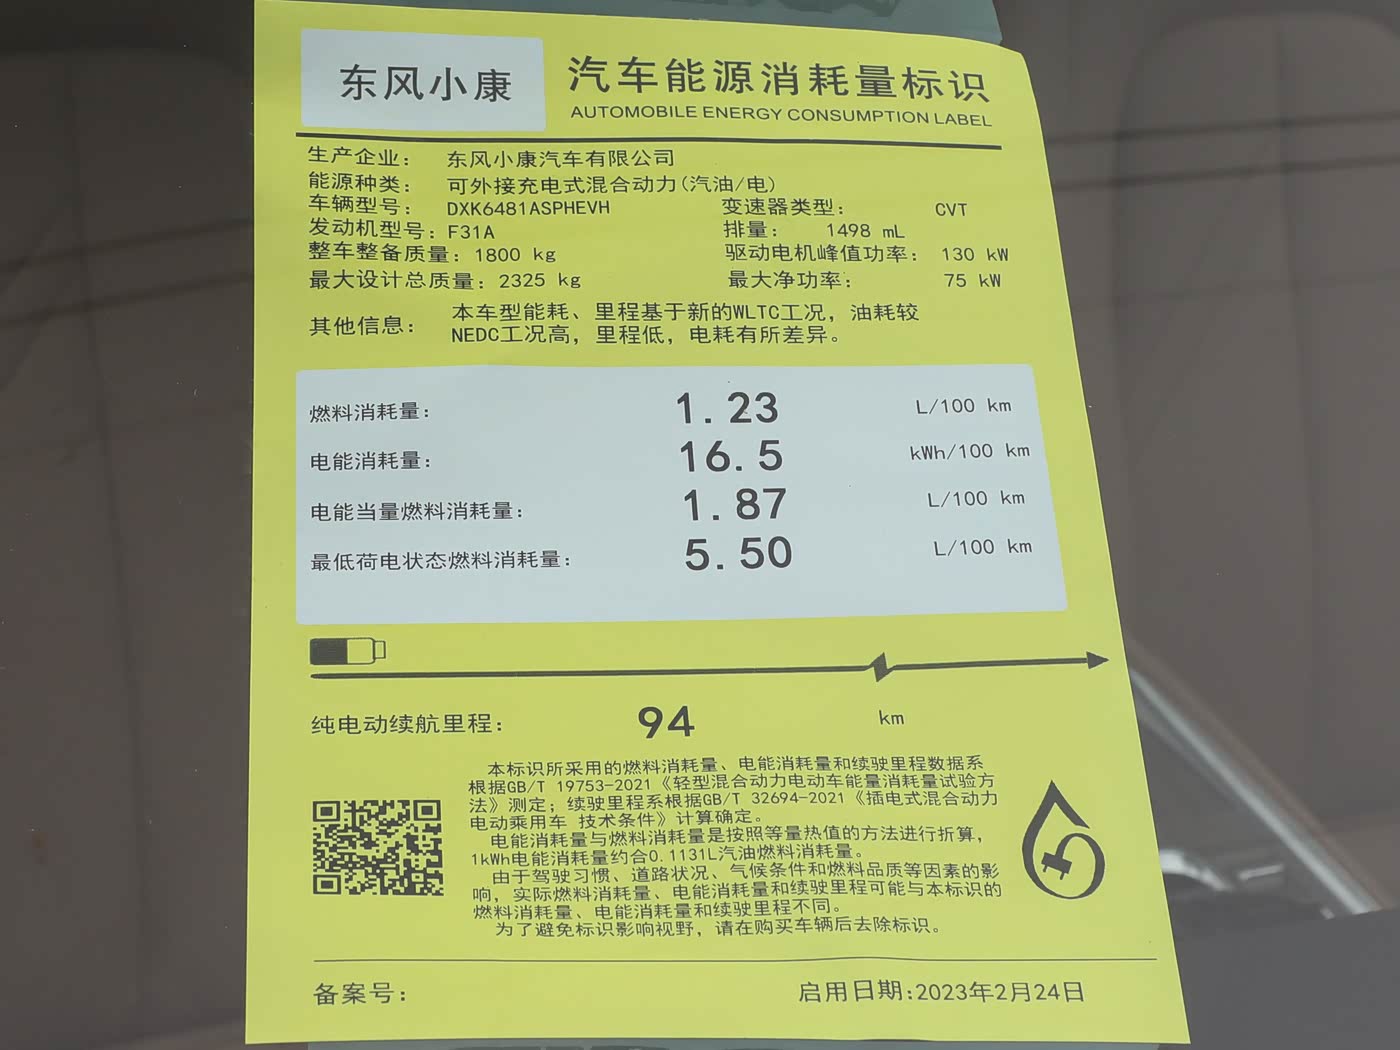 东风小康
汽车能源消耗量标识
AUTOMOBILE ENERGY CONSUMPTION LABEL
生产企业： 东风小康汽车有限公司
能源种类： 可外接充电式混合动力(汽油/电)
车辆型号： DXK6481ASPHEVH 变速器类型： CVT
发动机型号：F31A 排量： 1498 mL
整车整备质量：1800 kg 驱动电机峰值功率： 130 kW
最大设计总质量：2325 kg 最大净功率： 75 kW
其他信息： 本车型能耗、里程基于新的WLTC工况，油耗较
NEDC工况高，里程低，电耗有所差异。
燃料消耗量： 1.23 L/100 km
电能消耗量： 16.5 kWh/100 km
电能当量燃料消耗量： 1.87 L/100 km
最低荷电状态燃料消耗量： 5.50 L/100 km
纯电动续航里程： 94 km
本标识所采用的燃料消耗量、电能消耗量和续驶里程数据系
根据GB/T 19753-2021《轻型混合动力电动车能量消耗量试验方
法》测定；续驶里程系根据GB/T 32694-2021《插电式混合动力
电动乘用车 技术条件》计算确定。
电能消耗量与燃料消耗量是按照等量热值的方法进行折算，
1kWh电能消耗量约合0.1131L汽油燃料消耗量。
由于驾驶习惯、道路状况、气候条件和燃料品质等因素的影
响，实际燃料消耗量、电能消耗量和续驶里程可能与本标识的
燃料消耗量、电能消耗量和续驶里程不同。
为了避免标识影响视野，请在购买车辆后去除标识。
备案号： 启用日期:2023年2月24日